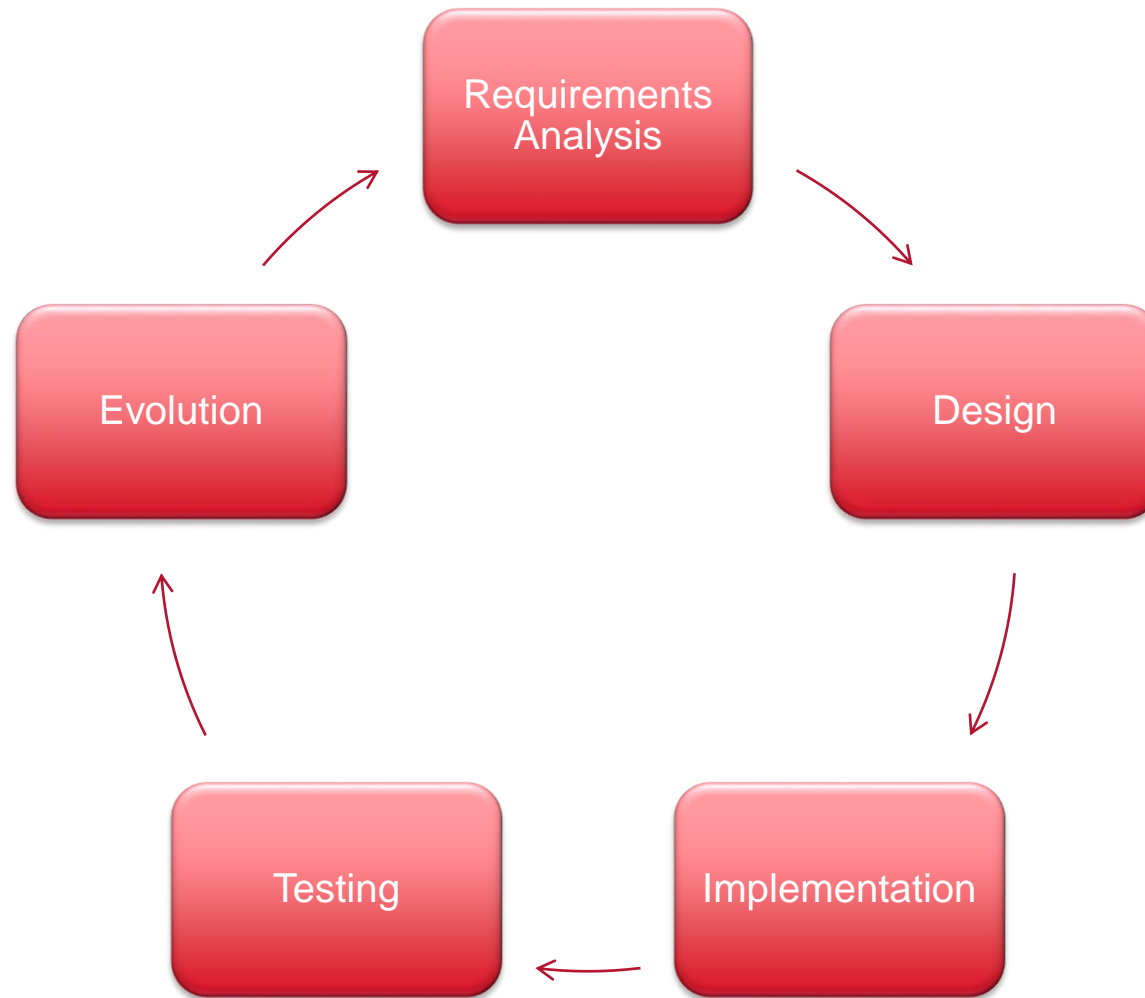 Requirements
Analysis
Evolution
Design
Testing
Implementation